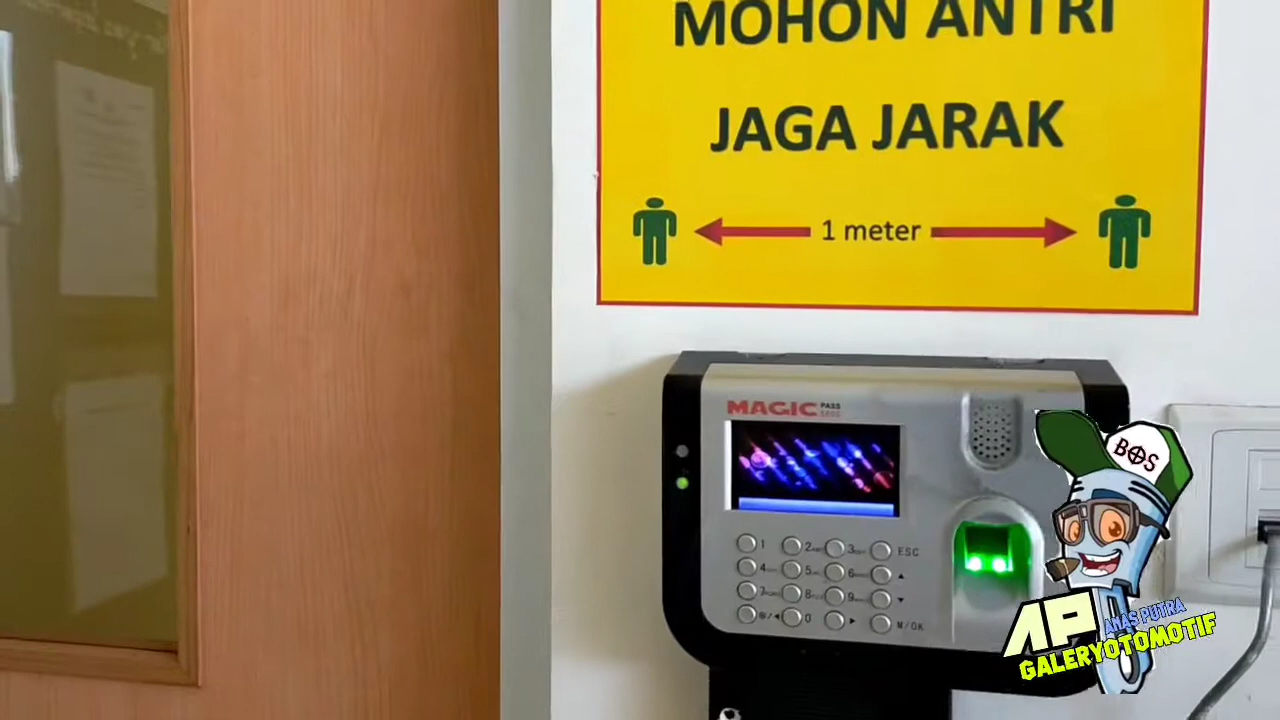 MOHON ANTRI
JAGA JARAK
1 meter
MAGIC PASS
1
2
3
ESC
4
5
6
7
8
9
0
M/OK
BOS
AP ANAS PUTRA
GALERYOTOMOTIF